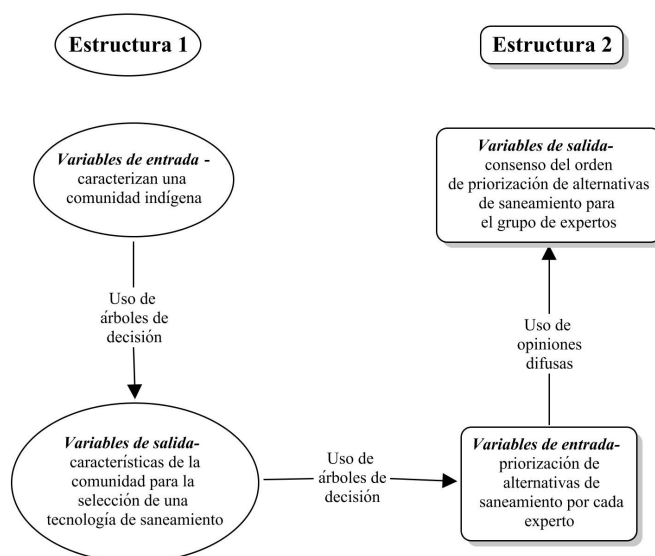 Estructura 1
Estructura 2
Variables de entrada -
caracterizan una
comunidad indígena
Variables de salida-
consenso del orden
de priorización de alternativas
de saneamiento para
el grupo de expertos
Uso de
árboles de
decisión
Uso de
opiniones
difusas
Variables de salida-
características de la
comunidad para la
selección de una
tecnología de saneamiento
Uso de
árboles de
decisión
Variables de entrada-
priorización de
alternativas de
saneamiento por cada
experto